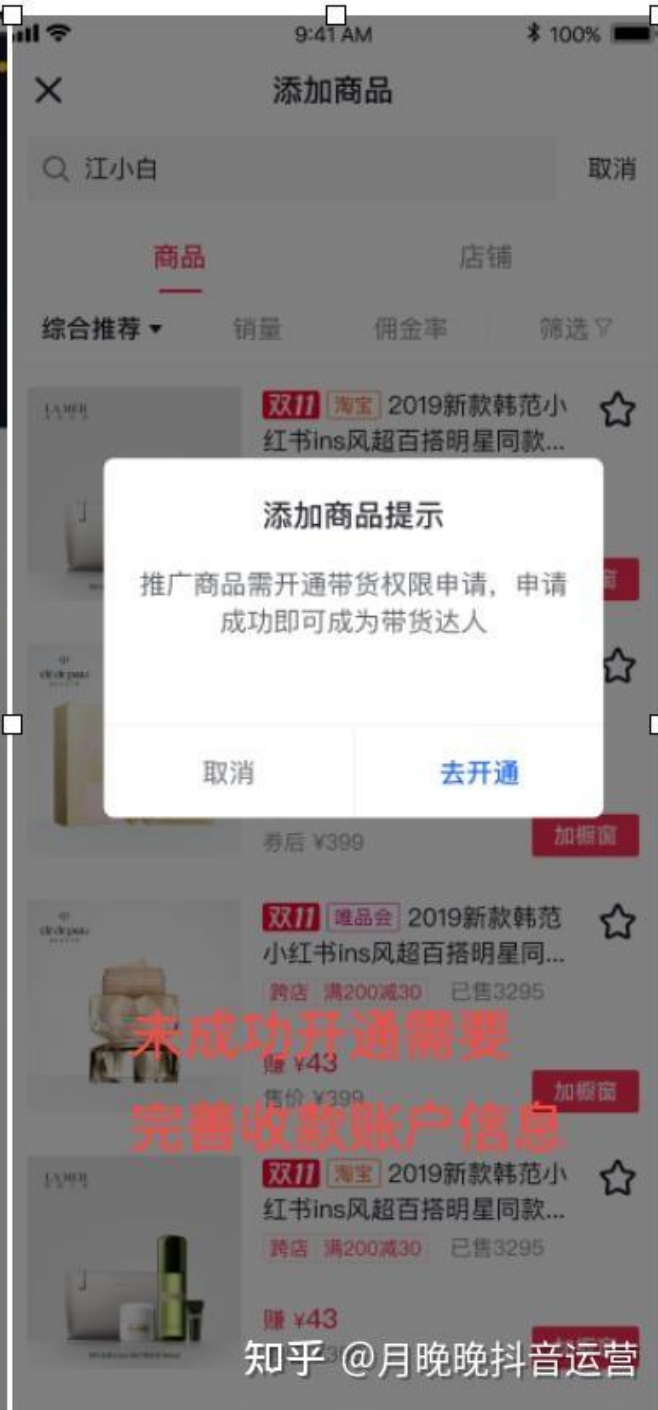 9:41 AM
100%
添加商品
江小白
取消
商品
店铺
综合推荐
销量
佣金率
筛选
LA MER
双11 淘宝 2019新款韩范小
红书ins风超百搭明星同款...
添加商品提示
推广商品需开通带货权限申请，申请
成功即可成为带货达人
取消
去开通
券后 ¥399
加橱窗
双11 唯品会 2019新款韩范
小红书ins风超百搭明星同...
跨店 满200减30 已售3295
未成功开通需要
赚 ¥43
售价 ¥399
加橱窗
完善收款账户信息
双11 淘宝 2019新款韩范小
红书ins风超百搭明星同款...
LA MER
跨店 满200减30 已售3295
赚 ¥43
知乎 @月晚晚抖音运营